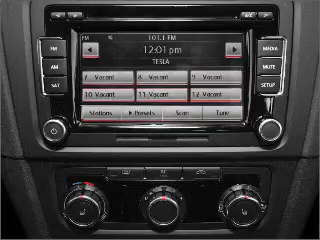 FM 101.1 FM
12:01 pm
TESLA
7 Vacant 8 Vacant 9 Vacant
10 Vacant 11 Vacant 12 Vacant
Stations Presets Scan Tune
FM
AM
SAT
MEDIA
MUTE
SETUP